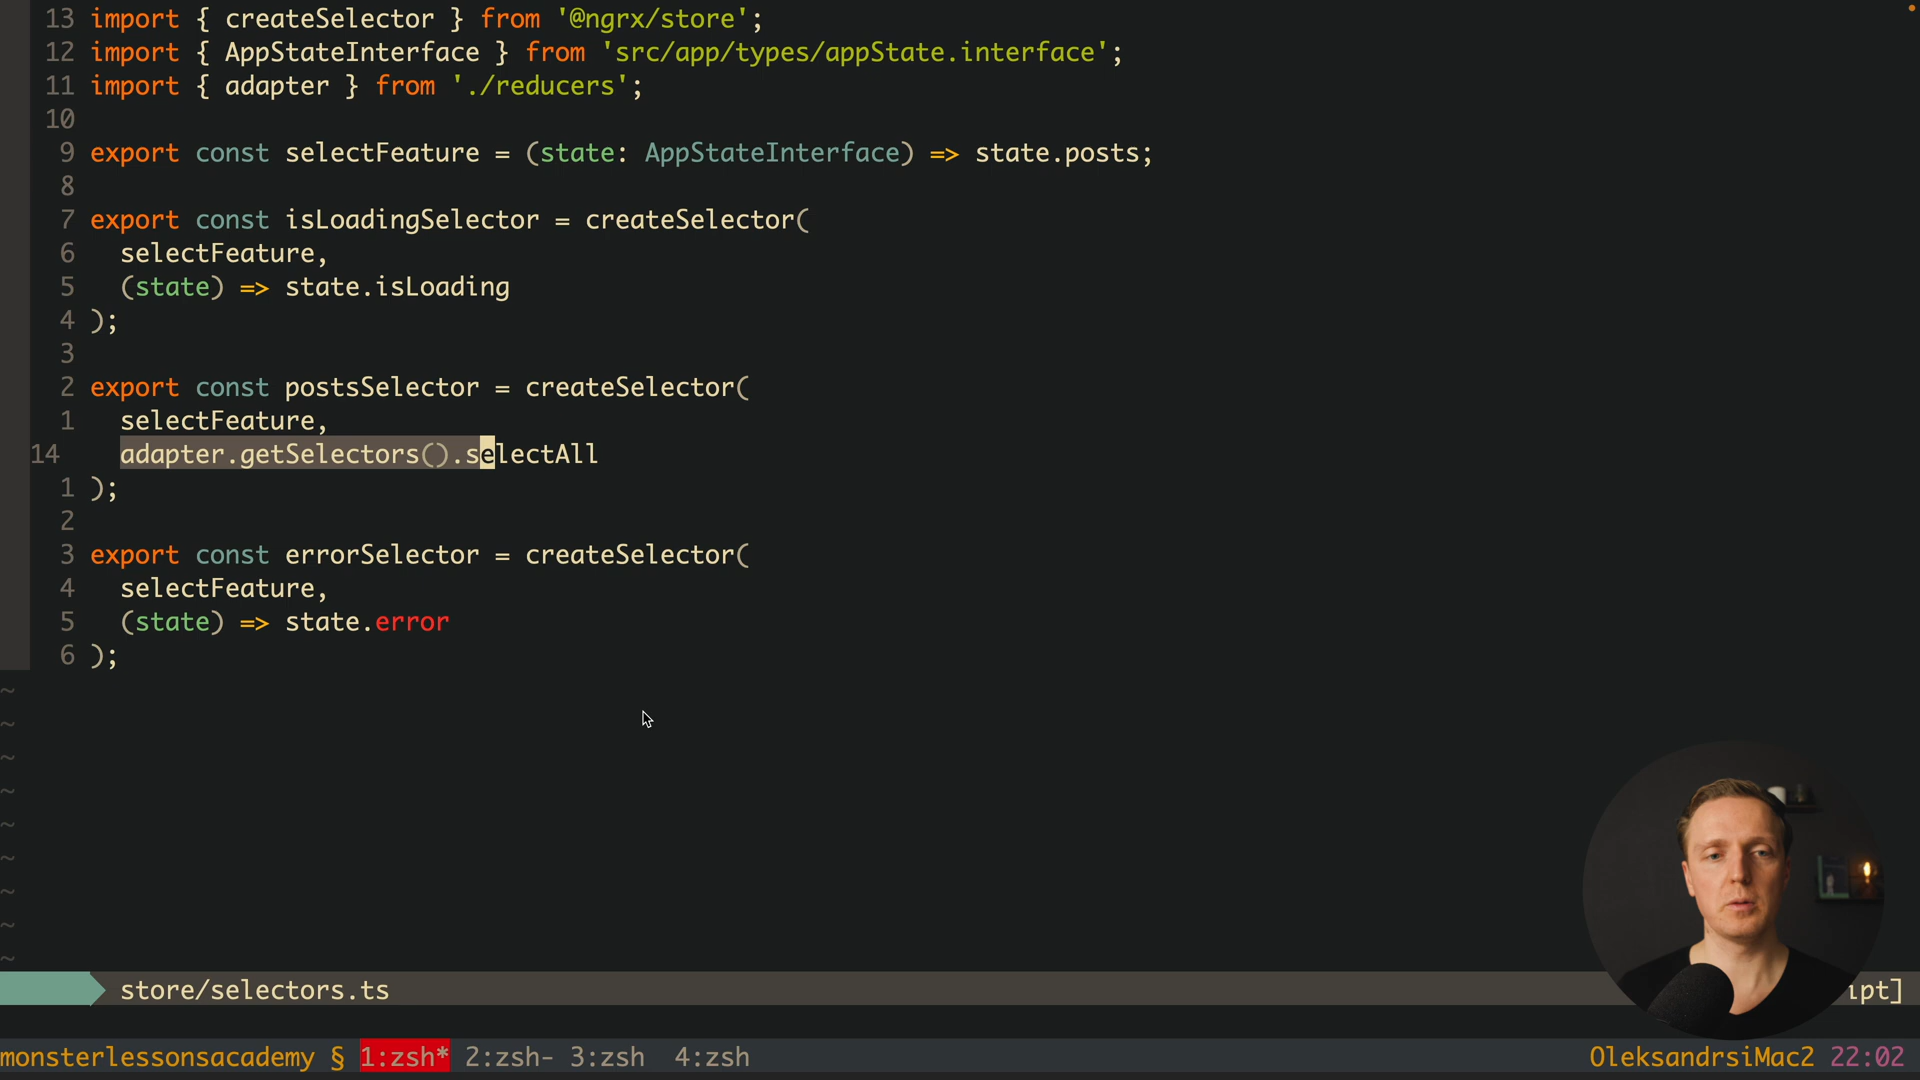 13 import { createSelector } from '@ngrx/store';
12 import { AppStateInterface } from 'src/app/types/appState.interface';
11 import { adapter } from './reducers';
10
9 export const selectFeature = (state: AppStateInterface) => state.posts;
8
7 export const isLoadingSelector = createSelector(
6   selectFeature,
5   (state) => state.isLoading
4 );
3
2 export const postsSelector = createSelector(
1   selectFeature,
14   adapter.getSelectors().selectAll
1 );
2
3 export const errorSelector = createSelector(
4   selectFeature,
5   (state) => state.error
6 );
~
~
~
~
~
~
~
~
~
store/selectors.ts ipt]
monsterlessonsacademy § 1:zsh* 2:zsh- 3:zsh 4:zsh OleksandrsiMac2 22:02